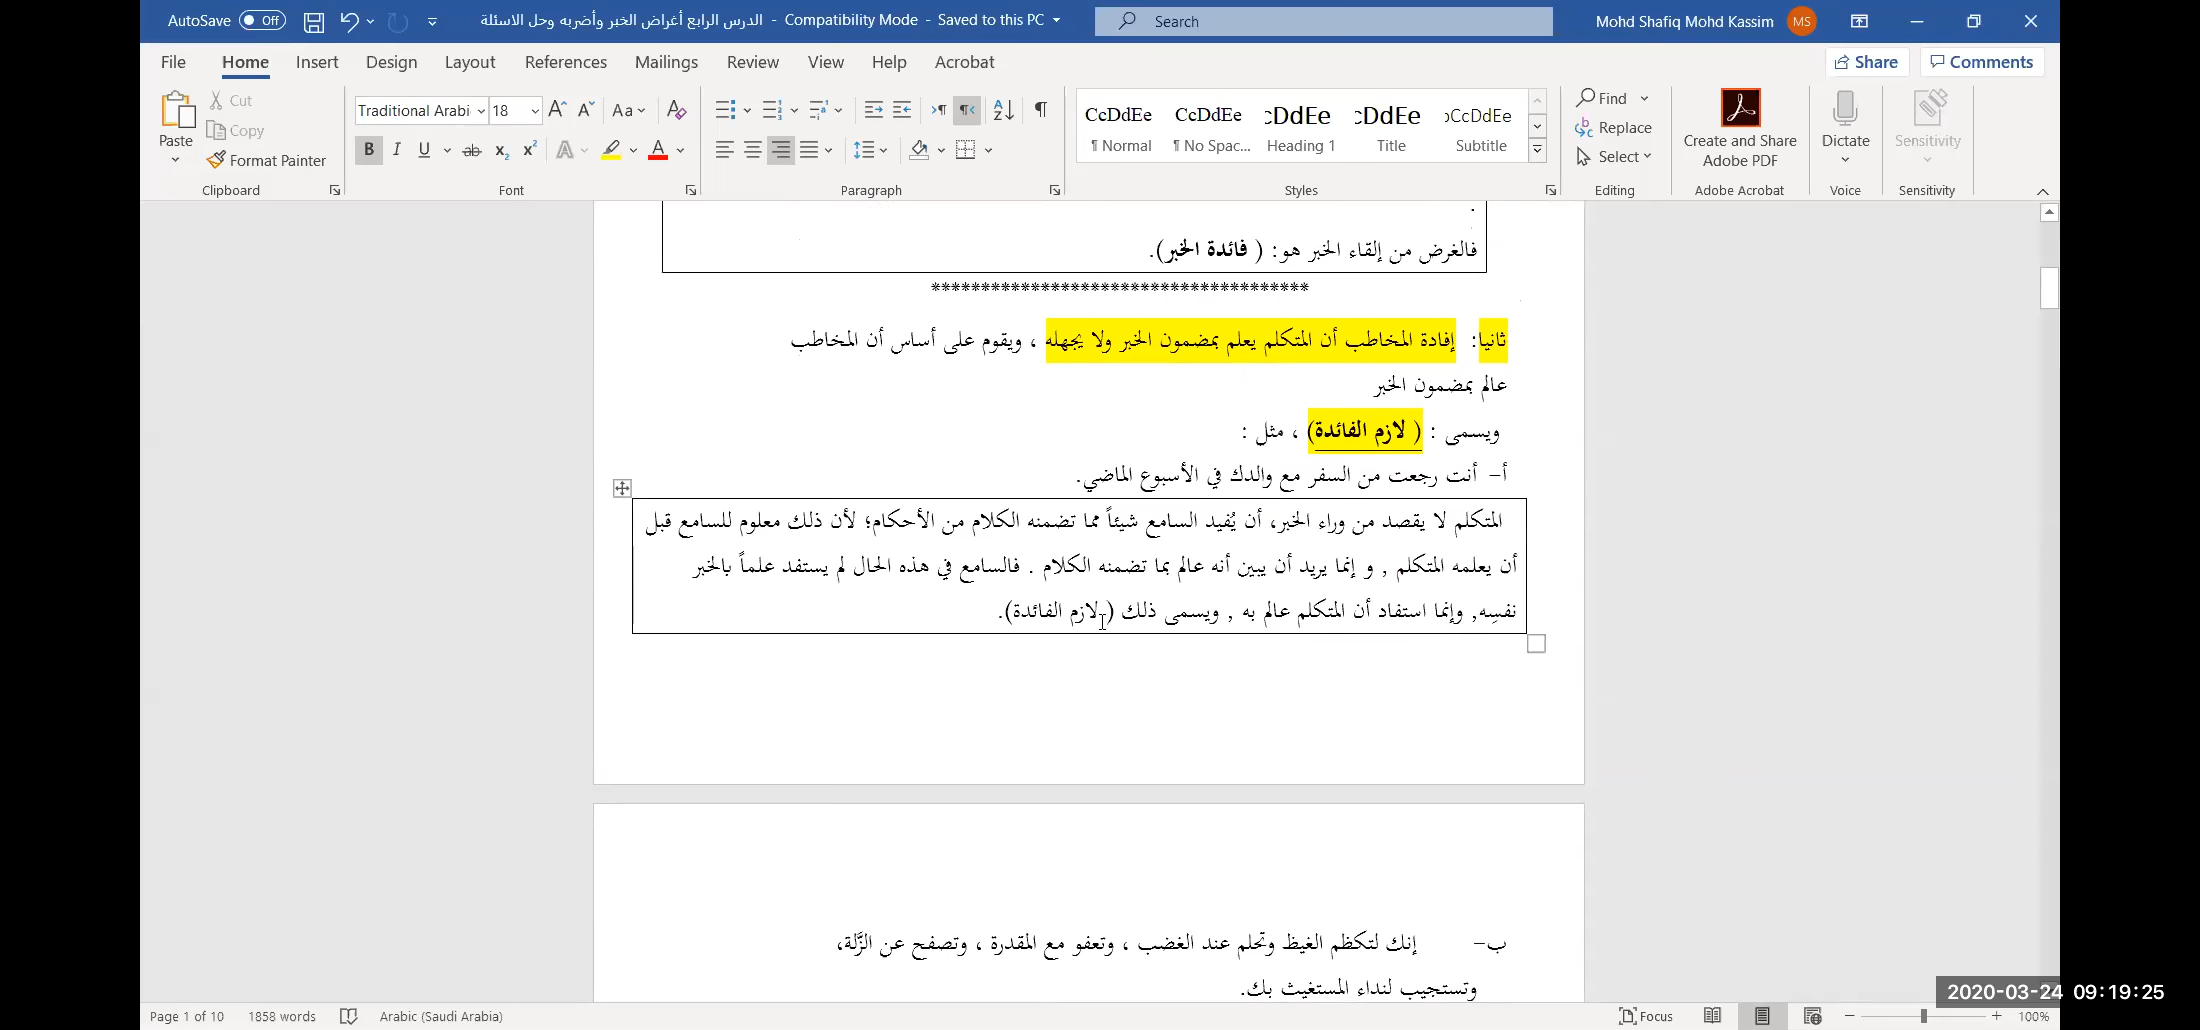 AutoSave Off الدرس الرابع أغراض الخبر وأضربه وحل الاسئلة - Compatibility Mode - Saved to this PC Search Mohd Shafiq Mohd Kassim MS
File Home Insert Design Layout References Mailings Review View Help Acrobat Share Comments
Paste Cut Copy Format Painter
Traditional Arabi 18
CcDdEe CcDdEe cDdEe cDdEe CcDdEe
¶ Normal ¶ No Spac... Heading 1 Title Subtitle
Find Replace Select
Create and Share Adobe PDF
Dictate Sensitivity
Clipboard Font Paragraph Styles Editing Adobe Acrobat Voice Sensitivity
.
فالغرض من إلقاء الخبر هو: ( فائدة الخبر).
**************************************
ثانيا: إفادة المخاطب أن المتكلم يعلم بمضمون الخبر ولا يجهله ، ويقوم على أساس أن المخاطب
عالم بمضمون الخبر
ويسمى : ( لازم الفائدة) ، مثل :
أ- أنت رجعت من السفر مع والدك في الأسبوع الماضي.
المتكلم لا يقصد من وراء الخبر، أن يُفيد السامع شيئاً مما تضمنه الكلام من الأحكام؛ لأن ذلك معلوم للسامع قبل
أن يعلمه المتكلم , و إنما يريد أن يبين أنه عالم بما تضمنه الكلام . فالسامع في هذه الحال لم يستفد علماً بالخبر
نفسِه, وإنما استفاد أن المتكلم عالم به , ويسمى ذلك (لازم الفائدة).
ب- إنك لتكظم الغيظ وتحلم عند الغضب ، وتعفو مع المقدرة ، وتصفح عن الزَّلة،
وتستجيب لنداء المستغيث بك.
2020-03-24 09:19:25
Page 1 of 10 1858 words Arabic (Saudi Arabia) Focus 100%